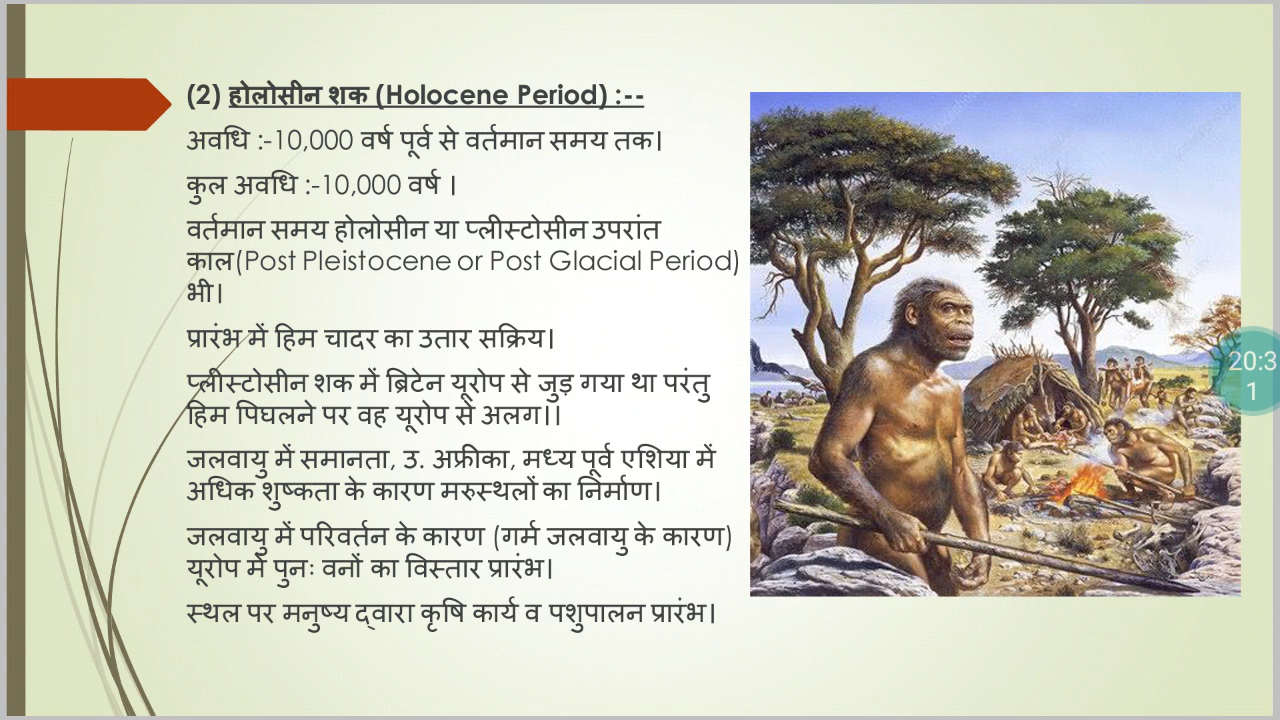 (2) होलोसीन शक (Holocene Period) :--
अवधि :-10,000 वर्ष पूर्व से वर्तमान समय तक।
कुल अवधि :-10,000 वर्ष ।
वर्तमान समय होलोसीन या प्लीस्टोसीन उपरांत
काल(Post Pleistocene or Post Glacial Period)
भी।
प्रारंभ में हिम चादर का उतार सक्रिय।
प्लीस्टोसीन शक में ब्रिटेन यूरोप से जुड़ गया था परंतु
हिम पिघलने पर वह यूरोप से अलग।।
जलवायु में समानता, उ. अफ्रीका, मध्य पूर्व एशिया में
अधिक शुष्कता के कारण मरुस्थलों का निर्माण।
जलवायु में परिवर्तन के कारण (गर्म जलवायु के कारण)
यूरोप में पुनः वनों का विस्तार प्रारंभ।
स्थल पर मनुष्य द्वारा कृषि कार्य व पशुपालन प्रारंभ।
20:3
1